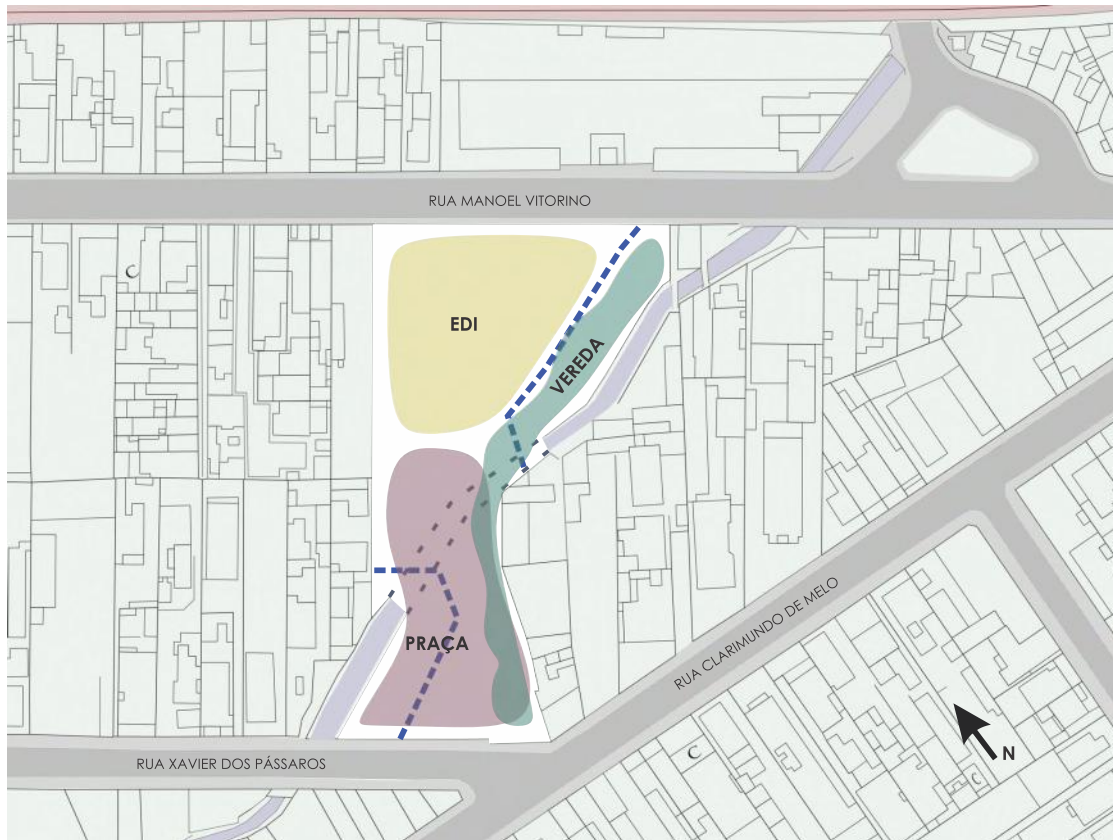 RUA MANOEL VITORINO
EDI
VEREDA
PRAÇA
RUA CLARIMUNDO DE MELO
N
RUA XAVIER DOS PÁSSAROS
C
C
C